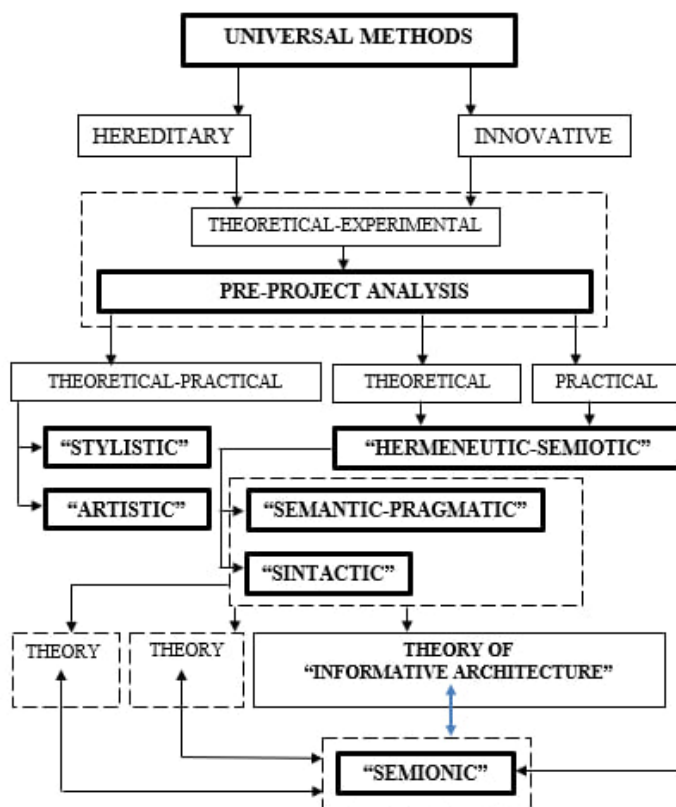 UNIVERSAL METHODS
HEREDITARY
INNOVATIVE
THEORETICAL-EXPERIMENTAL
PRE-PROJECT ANALYSIS
THEORETICAL-PRACTICAL
THEORETICAL
PRACTICAL
“STYLISTIC”
“HERMENEUTIC-SEMIOTIC”
“ARTISTIC”
“SEMANTIC-PRAGMATIC”
“SINTACTIC”
THEORY
THEORY
THEORY OF
“INFORMATIVE ARCHITECTURE”
“SEMIONIC”